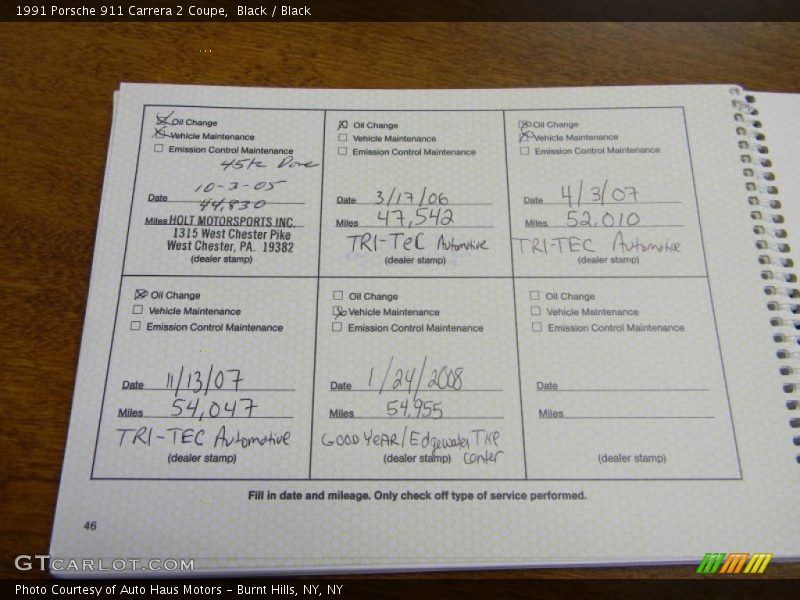 1991 Porsche 911 Carrera 2 Coupe,  Black / Black
Oil Change
Vehicle Maintenance
Emission Control Maintenance
45k Done
10-3-05
Date 44,830
Miles HOLT MOTORSPORTS INC.
1315 West Chester Pike
West Chester, PA. 19382
(dealer stamp)
Oil Change
Vehicle Maintenance
Emission Control Maintenance
Date 3/17/06
Miles 47,542
TRI-TEC Automotive
(dealer stamp)
Oil Change
Vehicle Maintenance
Emission Control Maintenance
Date 4/3/07
Miles 52,010
TRI-TEC Automotive
(dealer stamp)
Oil Change
Vehicle Maintenance
Emission Control Maintenance
Date 11/13/07
Miles 54,047
TRI-TEC Automotive
(dealer stamp)
Oil Change
Vehicle Maintenance
Emission Control Maintenance
Date 1/24/2008
Miles 54,955
GOOD YEAR/Edgewater TIRE
(dealer stamp) center
Oil Change
Vehicle Maintenance
Emission Control Maintenance
Date
Miles
(dealer stamp)
Fill in date and mileage. Only check off type of service performed.
46
GTCARLOT.COM
Photo Courtesy of Auto Haus Motors - Burnt Hills, NY, NY